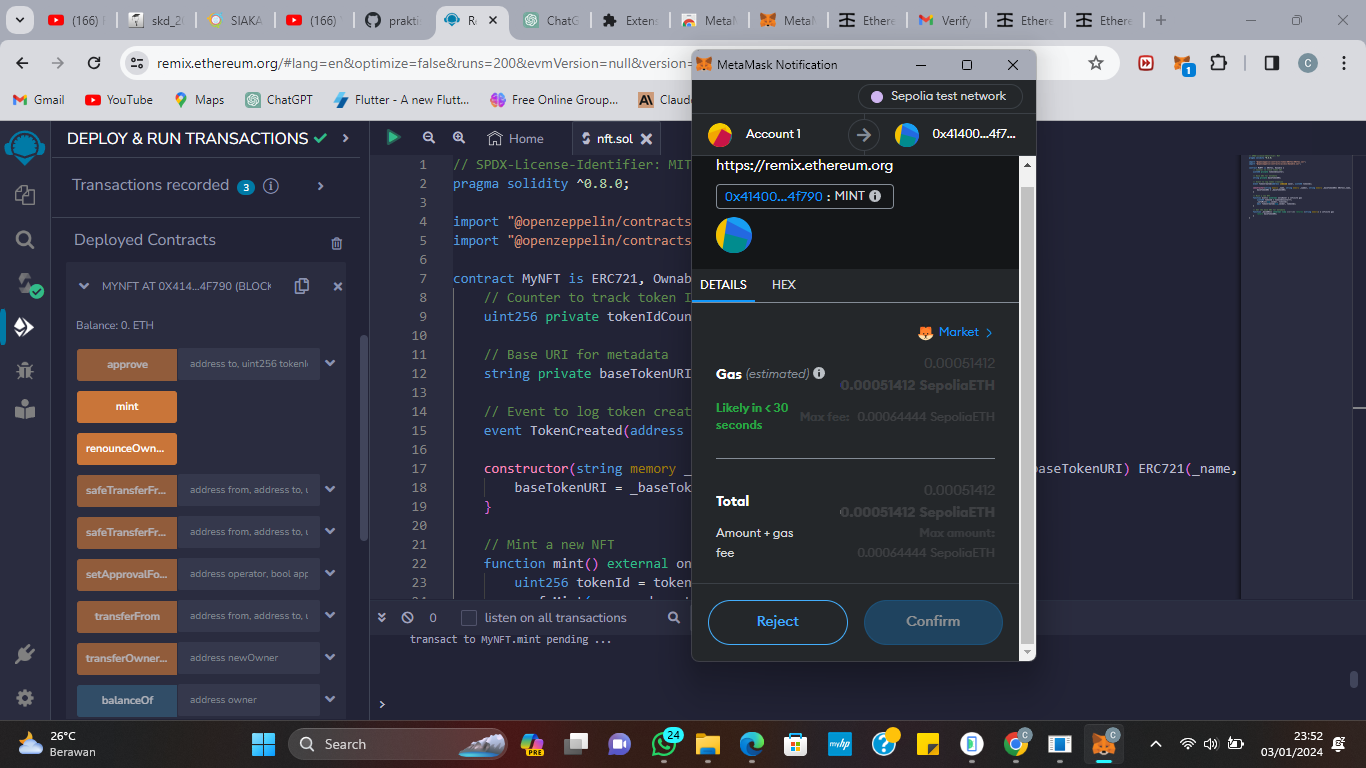 (166)
skd_20
SIAKA
(166)
prakti
Re
ChatG
Extens
MetaM
MetaM
Ethere
Verify
Ethere
Ethere
remix.ethereum.org/#lang=en&optimize=false&runs=200&evmVersion=null&version=
1
C
Gmail
YouTube
Maps
ChatGPT
Flutter - A new Flutt...
Free Online Group...
Claude
DEPLOY & RUN TRANSACTIONS
Transactions recorded 3
Deployed Contracts
MYNFT AT 0X414...4F790 (BLOCK
Balance: 0. ETH
approve address to, uint256 tokenI
mint
renounceOwn...
safeTransferFr... address from, address to, u
safeTransferFr... address from, address to, u
setApprovalFo... address operator, bool app
transferFrom address from, address to, u
transferOwner... address newOwner
balanceOf address owner
Home
nft.sol
1 // SPDX-License-Identifier: MIT
2 pragma solidity ^0.8.0;
3
4 import "@openzeppelin/contracts
5 import "@openzeppelin/contracts
6
7 contract MyNFT is ERC721, Ownab
8 // Counter to track token I
9 uint256 private tokenIdCoun
10
11 // Base URI for metadata
12 string private baseTokenURI
13
14 // Event to log token creat
15 event TokenCreated(address
16
17 constructor(string memory _ baseTokenURI) ERC721(_name,
18 baseTokenURI = _baseTok
19 }
20
21 // Mint a new NFT
22 function mint() external on
23 uint256 tokenId = token
0
listen on all transactions
transact to MyNFT.mint pending ...
>
MetaMask Notification
Sepolia test network
Account 1
0x41400...4f7...
https://remix.ethereum.org
0x41400...4f790 : MINT
DETAILS
HEX
Market >
0.00051412
Gas (estimated) 0.00051412 SepoliaETH
Likely in < 30 seconds
Max fee: 0.00064444 SepoliaETH
0.00051412
Total 0.00051412 SepoliaETH
Amount + gas fee
Max amount:
0.00064444 SepoliaETH
Reject
Confirm
26°C
Berawan
Search
PRE
24
C
C
23:52
03/01/2024